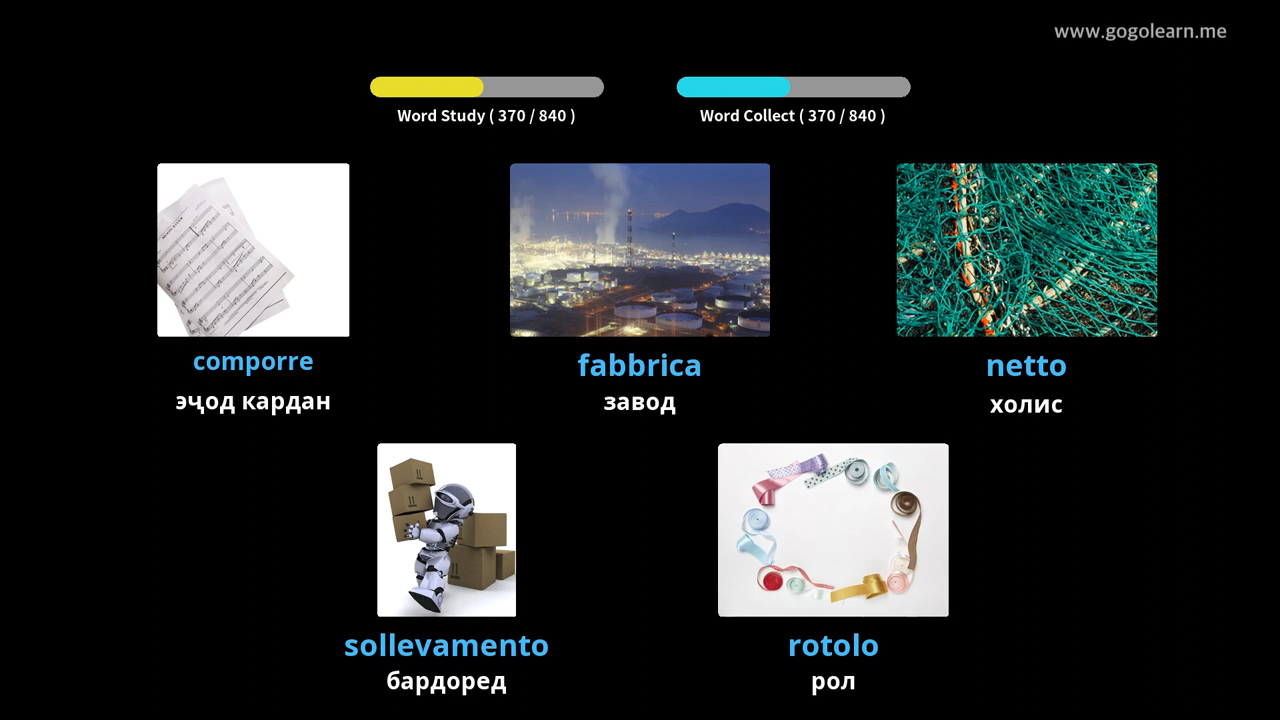 www.gogolearn.me
Word Study ( 370 / 840 )
Word Collect ( 370 / 840 )
comporre
эҷод кардан
fabbrica
завод
netto
холис
sollevamento
бардоред
rotolo
рол